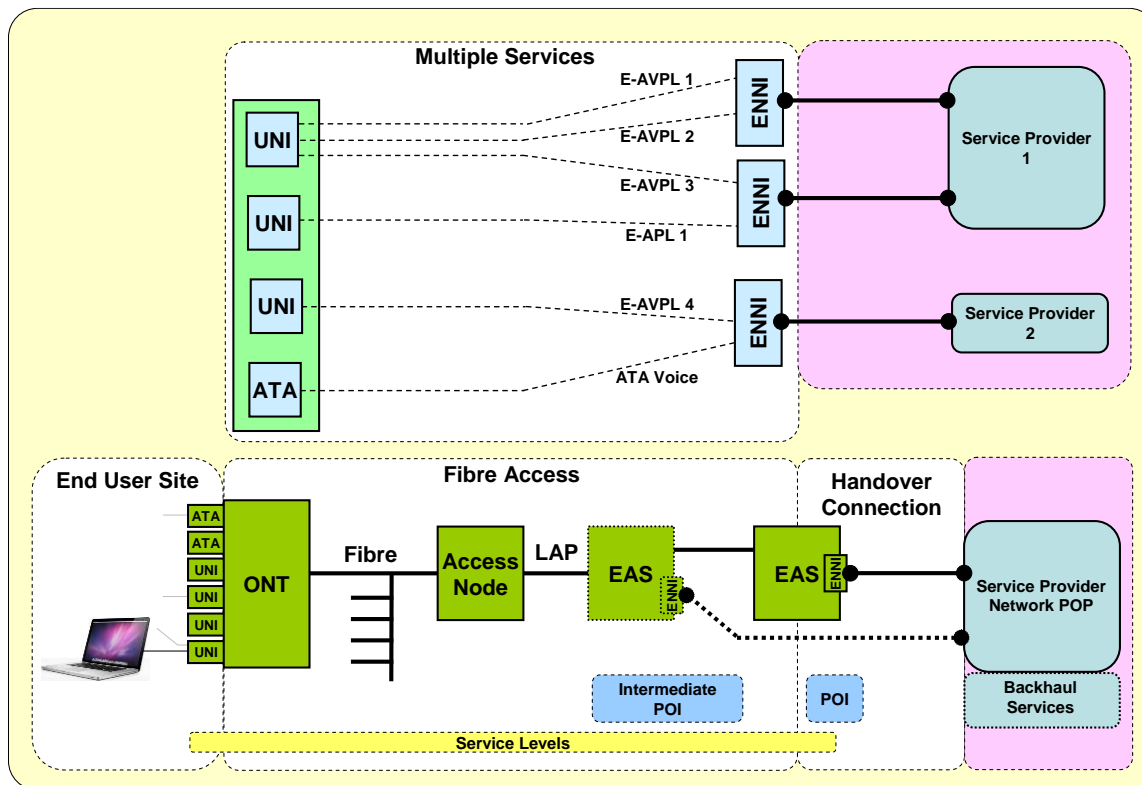 Multiple Services
E-AVPL 1
UNI
ENNI
E-AVPL 2
Service Provider
1
E-AVPL 3
ENNI
UNI
E-APL 1
UNI
E-AVPL 4
ENNI
Service Provider
2
ATA
ATA Voice
End User Site
Fibre Access
Handover
Connection
ATA
ATA
UNI
UNI
UNI
UNI
ONT
Fibre
Access
Node
LAP
EAS
ENNI
EAS
ENNI
Service Provider
Network POP
Intermediate
POI
POI
Backhaul
Services
Service Levels